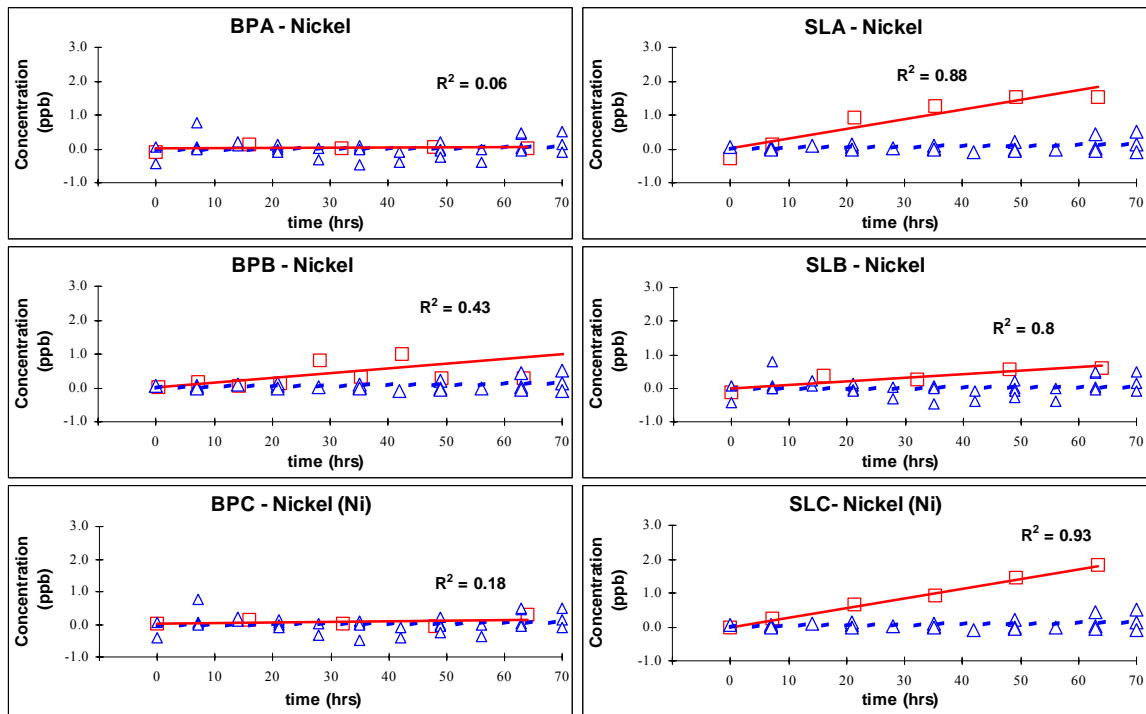 BPA - Nickel
3.0
2.0
1.0
0.0
-1.0
Concentration
(ppb)
R² = 0.06
0 10 20 30 40 50 60 70
time (hrs)
SLA - Nickel
3.0
2.0
1.0
0.0
-1.0
Concentration
(ppb)
R² = 0.88
0 10 20 30 40 50 60 70
time (hrs)
BPB - Nickel
3.0
2.0
1.0
0.0
-1.0
Concentration
(ppb)
R² = 0.43
0 10 20 30 40 50 60 70
time (hrs)
SLB - Nickel
3.0
2.0
1.0
0.0
-1.0
Concentration
(ppb)
R² = 0.8
0 10 20 30 40 50 60 70
time (hrs)
BPC - Nickel (Ni)
3.0
2.0
1.0
0.0
-1.0
Concentration
(ppb)
R² = 0.18
0 10 20 30 40 50 60 70
time (hrs)
SLC- Nickel (Ni)
3.0
2.0
1.0
0.0
-1.0
Concentration
(ppb)
R² = 0.93
0 10 20 30 40 50 60 70
time (hrs)